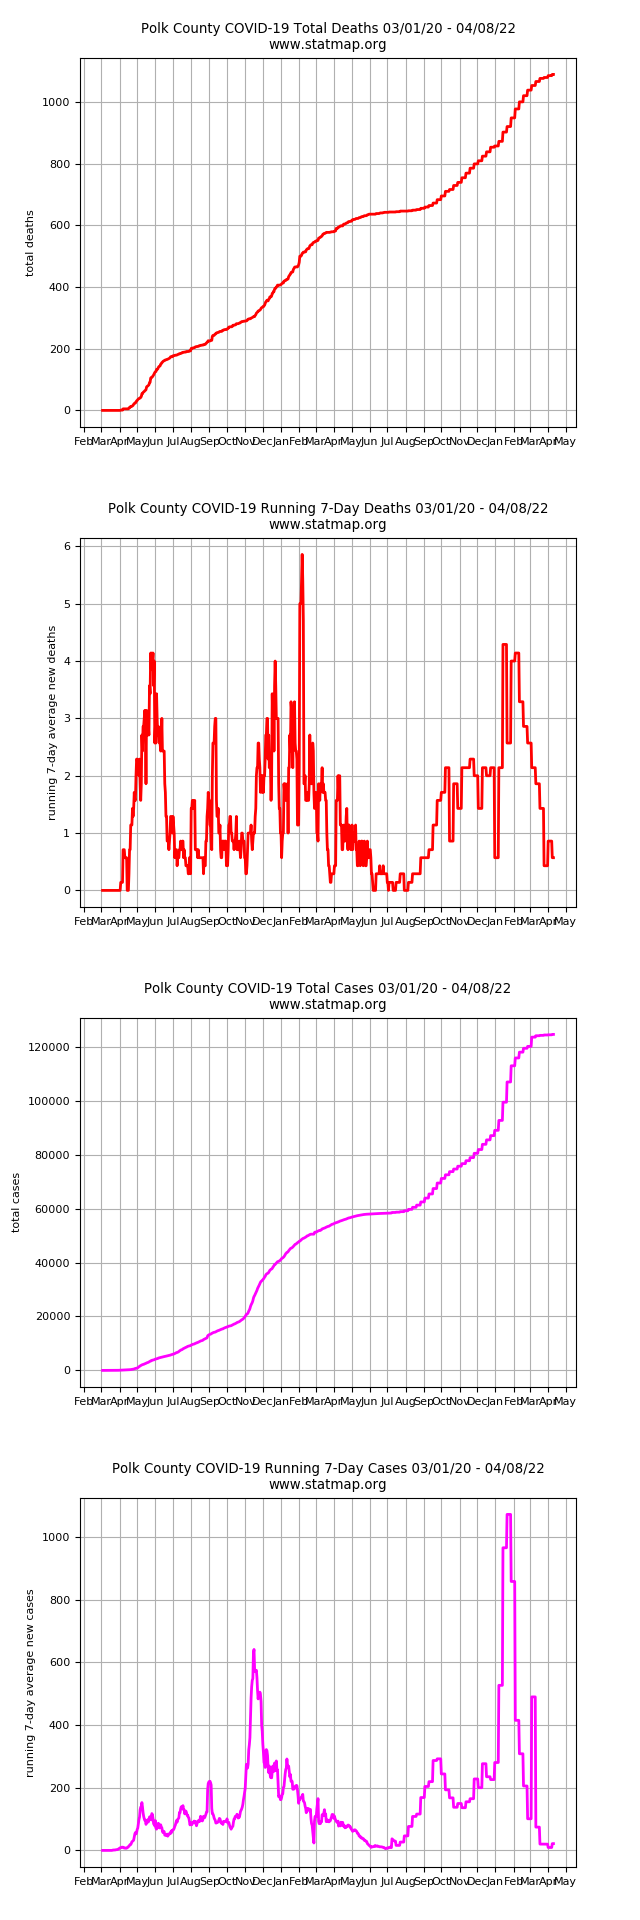 Polk County COVID-19 Total Deaths 03/01/20 - 04/08/22
www.statmap.org
1000
800
600
400
200
0
total deaths
Feb Mar Apr May Jun Jul Aug Sep Oct Nov Dec Jan Feb Mar Apr May Jun Jul Aug Sep Oct Nov Dec Jan Feb Mar Apr May
Polk County COVID-19 Running 7-Day Deaths 03/01/20 - 04/08/22
www.statmap.org
6
5
4
3
2
1
0
running 7-day average new deaths
Feb Mar Apr May Jun Jul Aug Sep Oct Nov Dec Jan Feb Mar Apr May Jun Jul Aug Sep Oct Nov Dec Jan Feb Mar Apr May
Polk County COVID-19 Total Cases 03/01/20 - 04/08/22
www.statmap.org
120000
100000
80000
60000
40000
20000
0
total cases
Feb Mar Apr May Jun Jul Aug Sep Oct Nov Dec Jan Feb Mar Apr May Jun Jul Aug Sep Oct Nov Dec Jan Feb Mar Apr May
Polk County COVID-19 Running 7-Day Cases 03/01/20 - 04/08/22
www.statmap.org
1000
800
600
400
200
0
running 7-day average new cases
Feb Mar Apr May Jun Jul Aug Sep Oct Nov Dec Jan Feb Mar Apr May Jun Jul Aug Sep Oct Nov Dec Jan Feb Mar Apr May